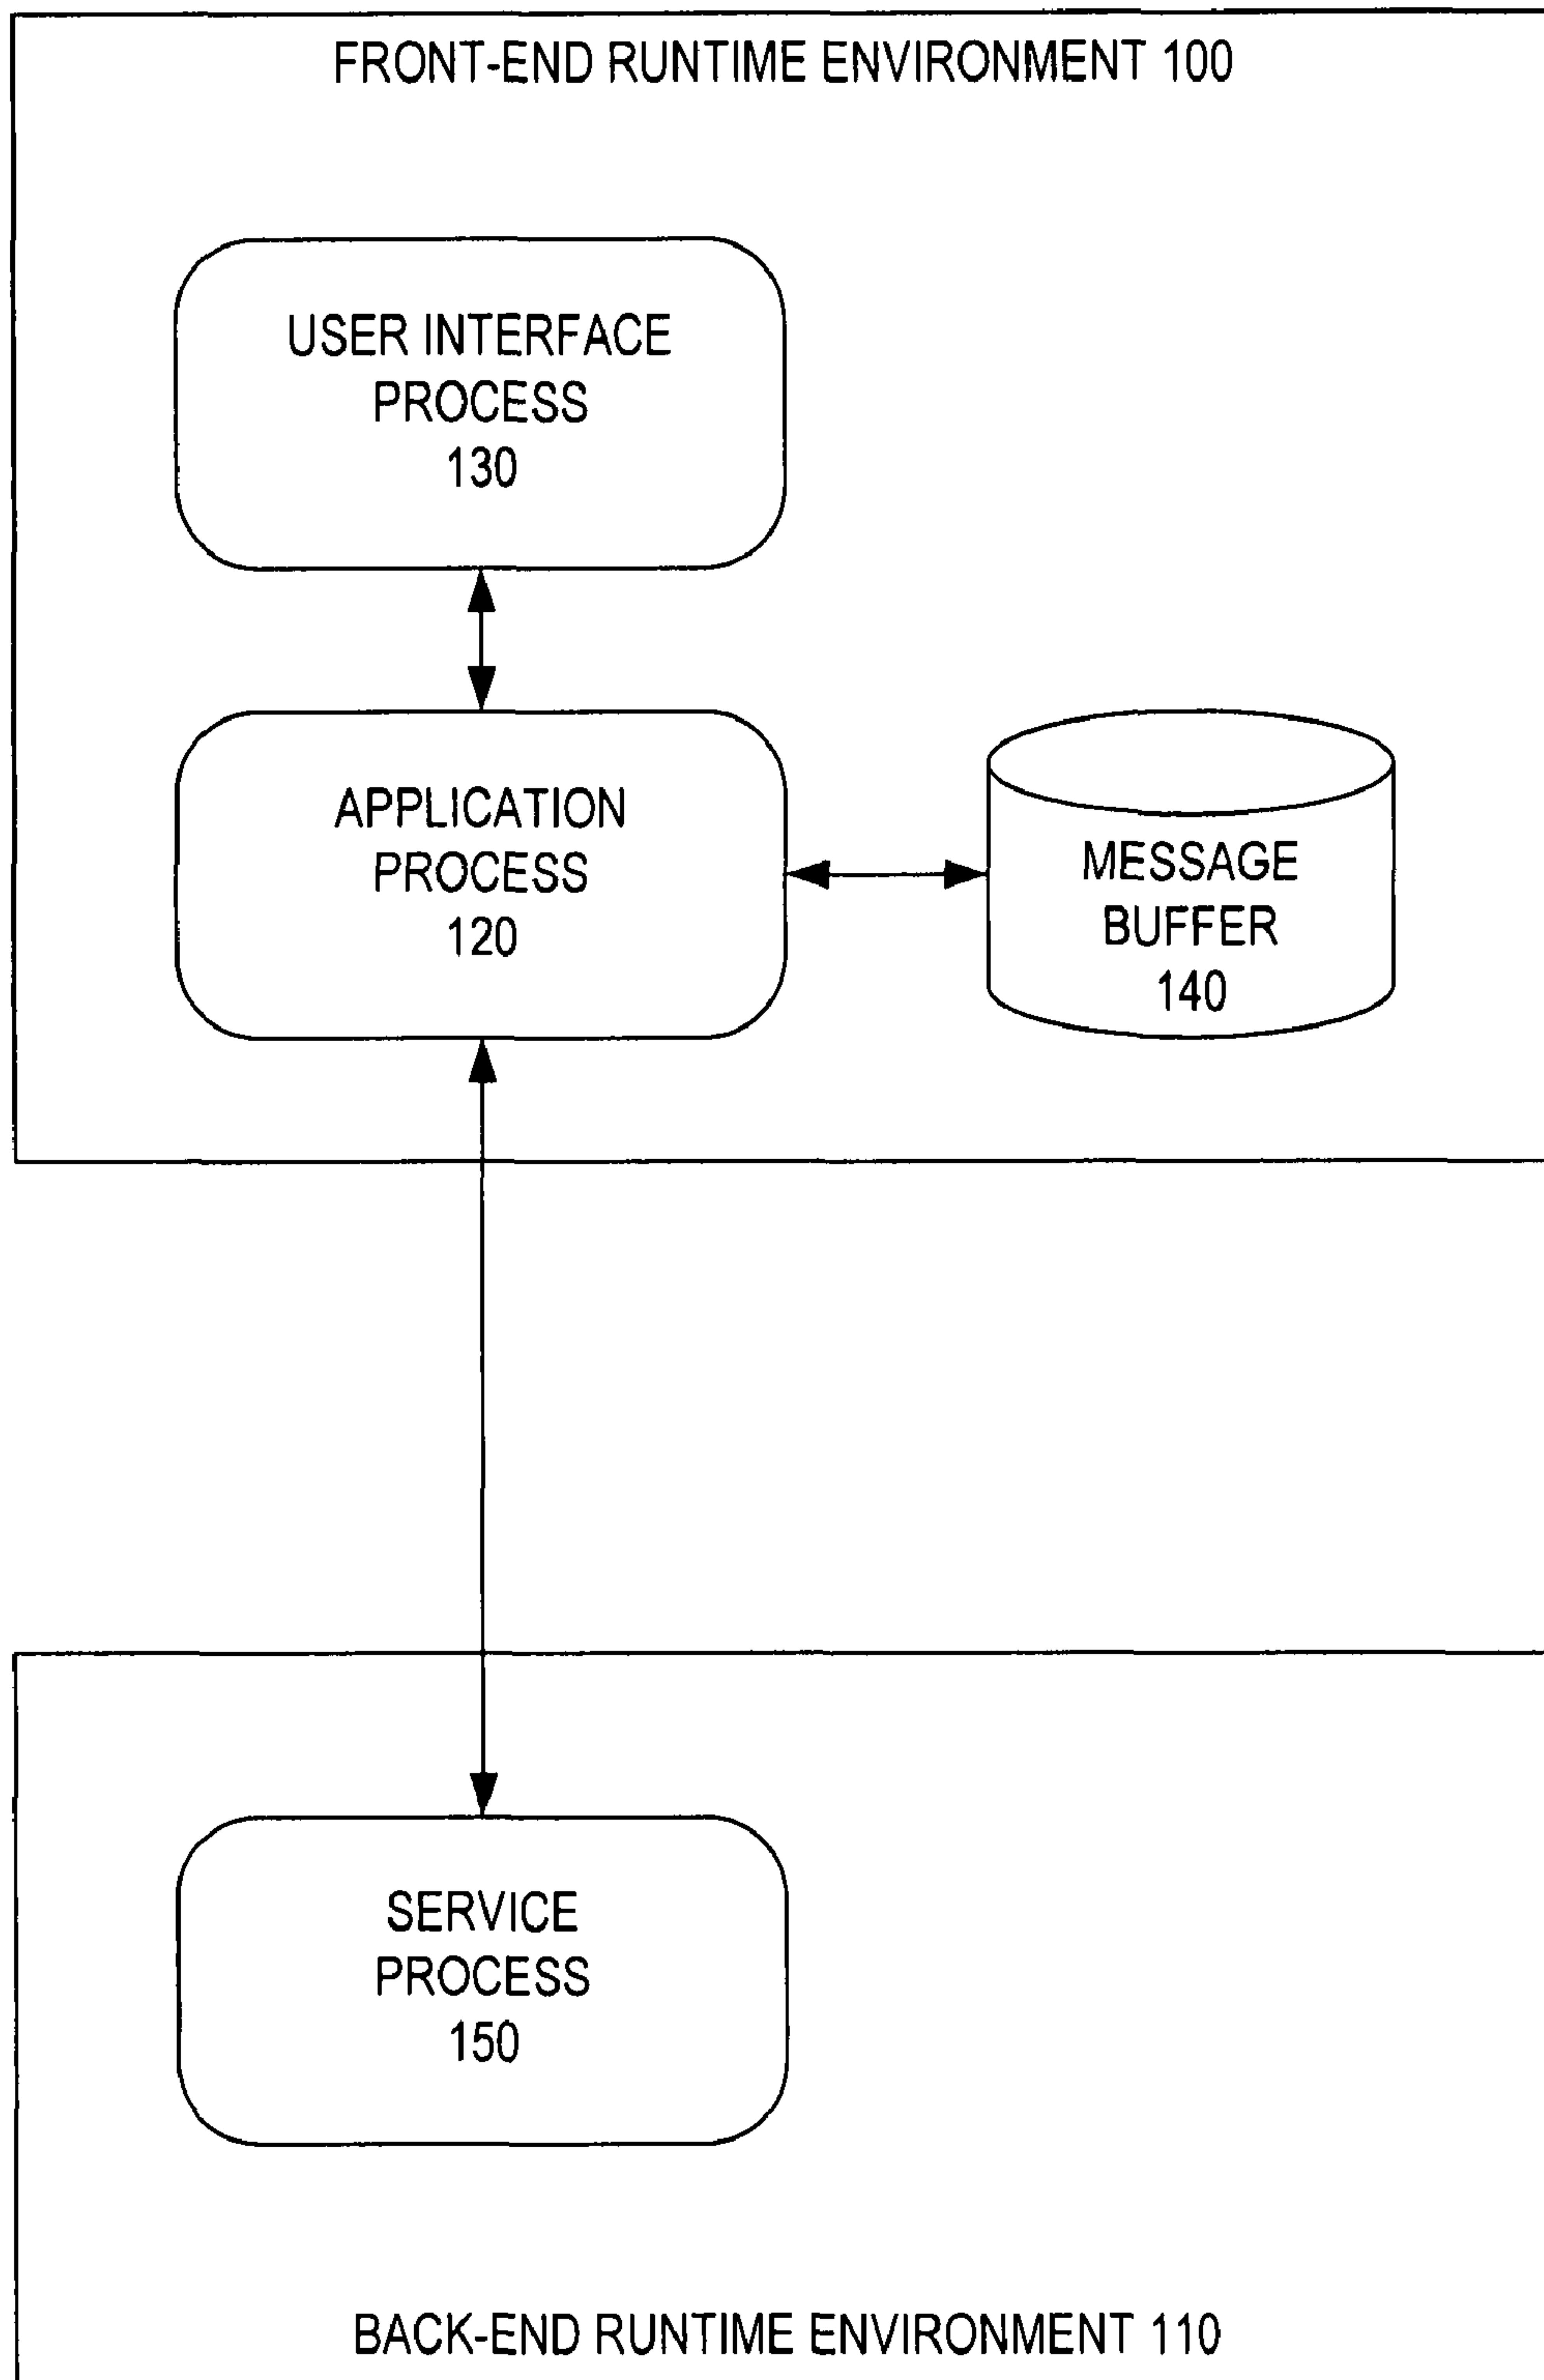 FRONT-END RUNTIME ENVIRONMENT 100
USER INTERFACE
PROCESS
130
APPLICATION
PROCESS
120
MESSAGE
BUFFER
140
SERVICE
PROCESS
150
BACK-END RUNTIME ENVIRONMENT 110